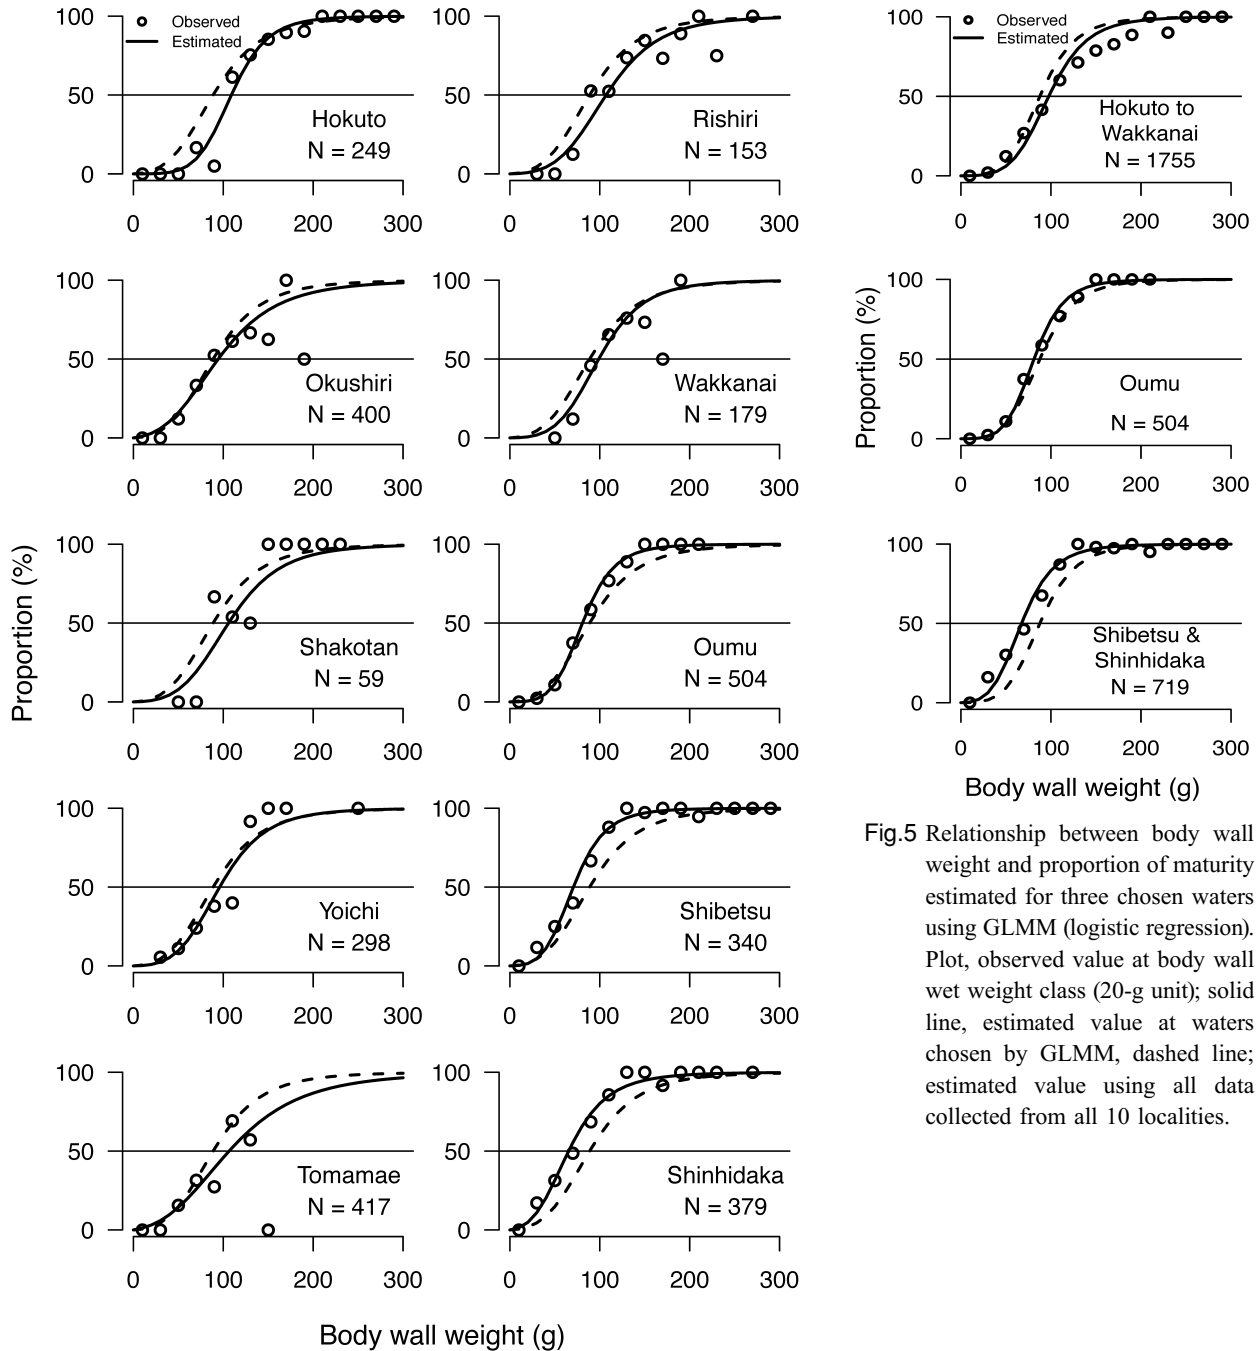 100
50
0
0 100 200 300
Observed
Estimated
Hokuto
N = 249
100
50
0
0 100 200 300
Rishiri
N = 153
100
50
0
0 100 200 300
Okushiri
N = 400
100
50
0
0 100 200 300
Wakkanai
N = 179
100
50
0
0 100 200 300
Shakotan
N = 59
100
50
0
0 100 200 300
Oumu
N = 504
100
50
0
0 100 200 300
Yoichi
N = 298
100
50
0
0 100 200 300
Shibetsu
N = 340
100
50
0
0 100 200 300
Tomamae
N = 417
100
50
0
0 100 200 300
Shinhidaka
N = 379
Proportion (%)
Body wall weight (g)
100
50
0
0 100 200 300
Observed
Estimated
Hokuto to
Wakkanai
N = 1755
100
50
0
0 100 200 300
Oumu
N = 504
100
50
0
0 100 200 300
Shibetsu &
Shinhidaka
N = 719
Proportion (%)
Body wall weight (g)
Fig.5 Relationship between body wall
weight and proportion of maturity
estimated for three chosen waters
using GLMM (logistic regression).
Plot, observed value at body wall
wet weight class (20-g unit); solid
line, estimated value at waters
chosen by GLMM, dashed line;
estimated value using all data
collected from all 10 localities.